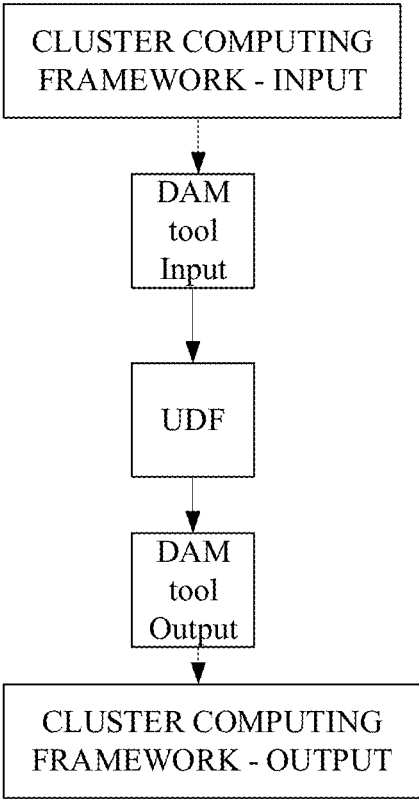 CLUSTER COMPUTING
FRAMEWORK - INPUT
DAM
tool
Input
UDF
DAM
tool
Output
CLUSTER COMPUTING
FRAMEWORK - OUTPUT